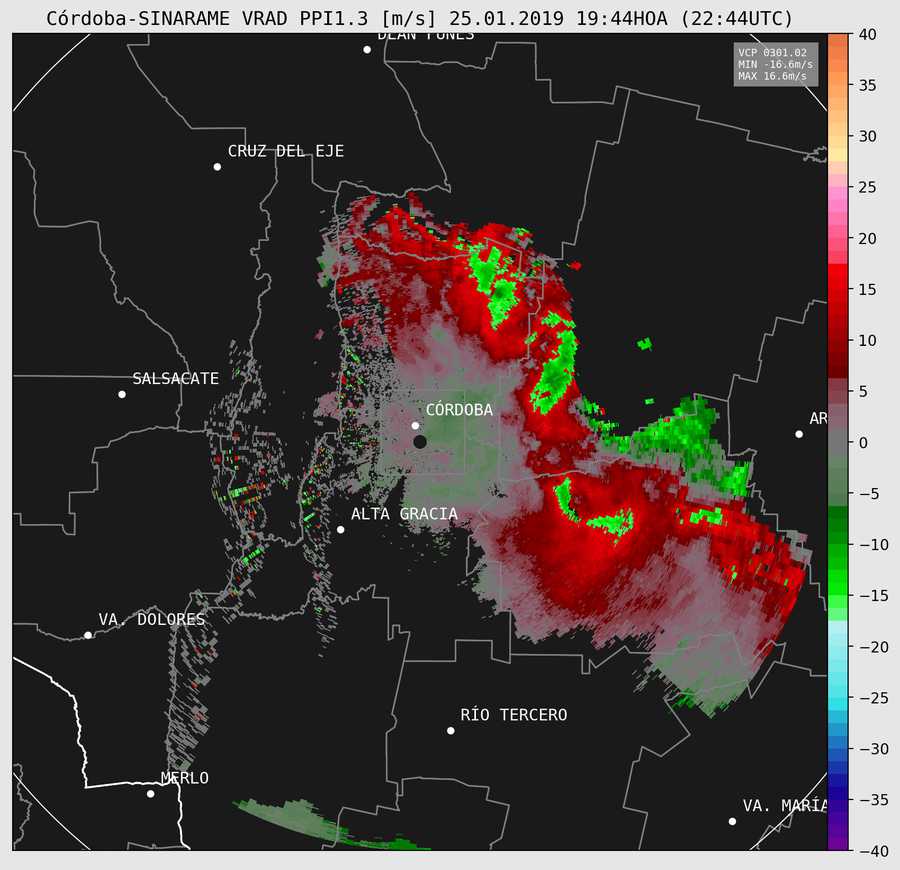 Córdoba-SINARAME VRAD PPI1.3 [m/s] 25.01.2019 19:44HOA (22:44UTC)
DEAN FUNES
VCP 0301.02
MIN -16.6m/s
MAX 16.6m/s
CRUZ DEL EJE
SALSACATE
CÓRDOBA
AR
ALTA GRACIA
VA. DOLORES
RÍO TERCERO
MERLO
VA. MARÍA
40
35
30
25
20
15
10
5
0
−5
−10
−15
−20
−25
−30
−35
−40